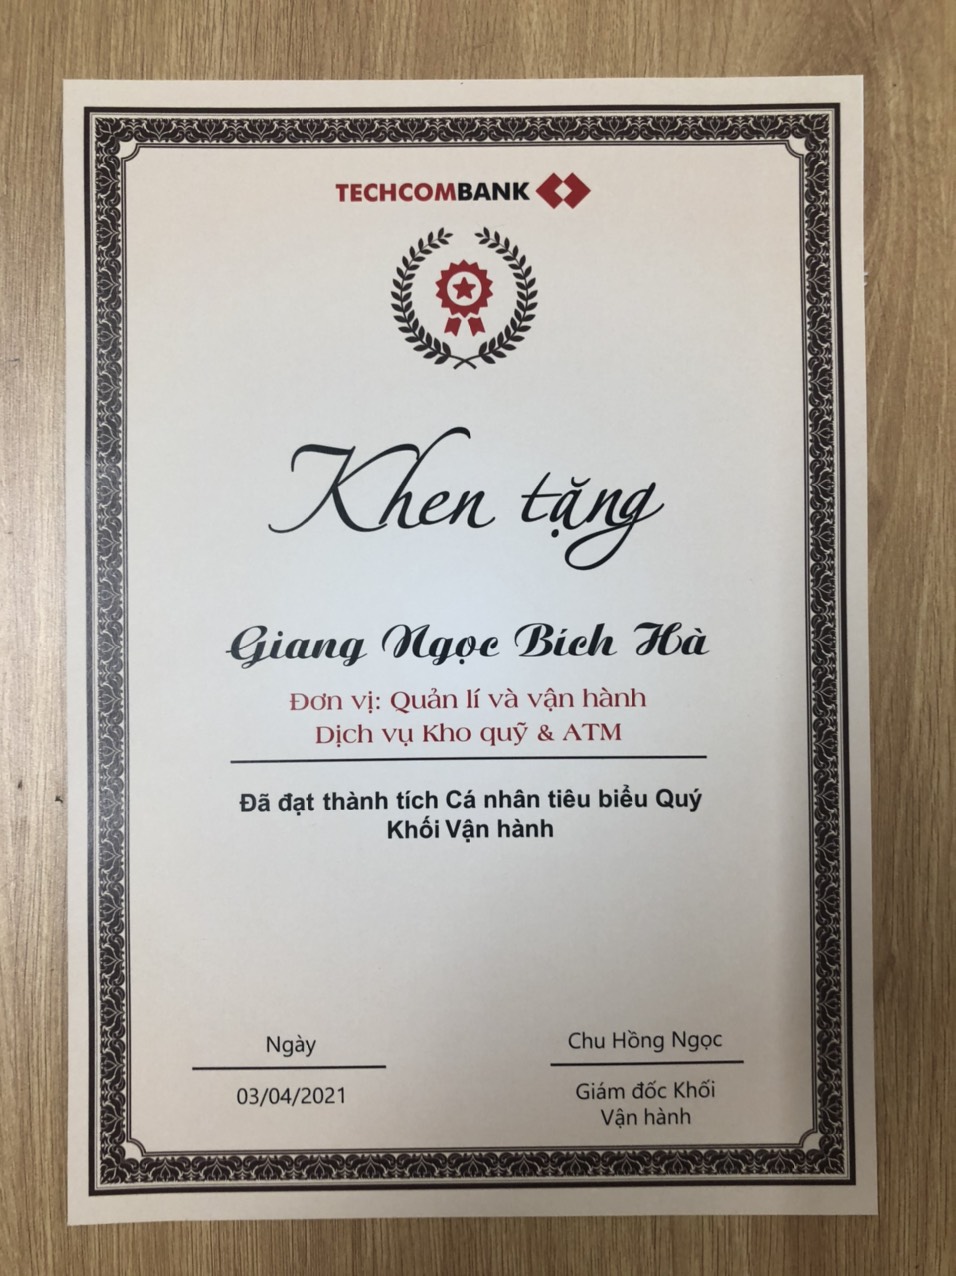 TECHCOMBANK
Khen tặng
Giang Ngọc Bích Hà
Đơn vị: Quản lí và vận hành
Dịch vụ Kho quỹ & ATM
Đã đạt thành tích Cá nhân tiêu biểu Quý
Khối Vận hành
Ngày
03/04/2021
Chu Hồng Ngọc
Giám đốc Khối
Vận hành